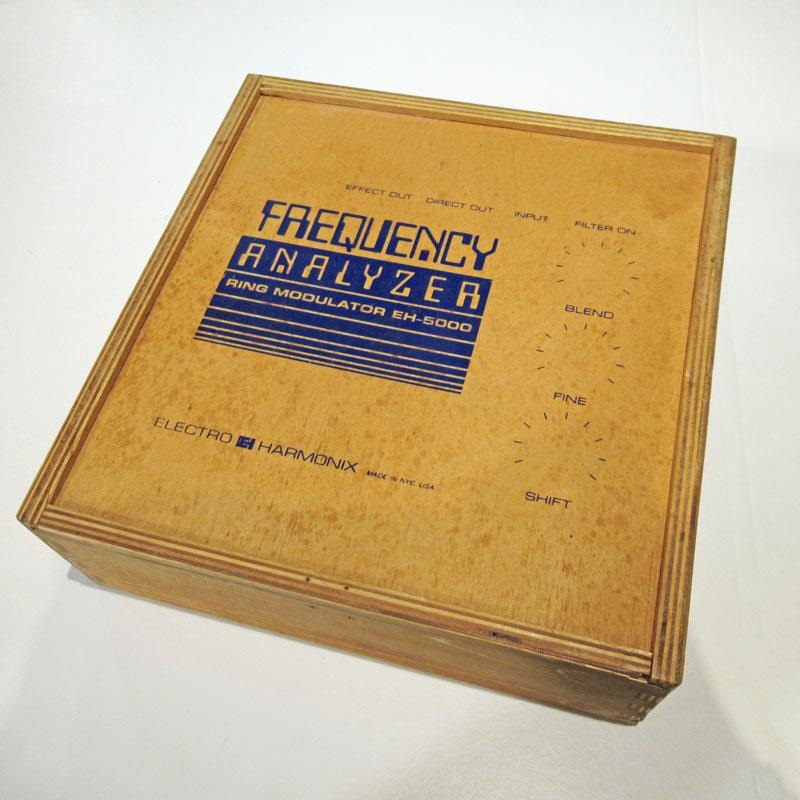 EFFECT OUT DIRECT OUT INPUT FILTER ON
FREQUENCY
ANALYZER
RING MODULATOR EH-5000
BLEND
FINE
SHIFT
ELECTRO EH HARMONIX MADE IN NYC, USA